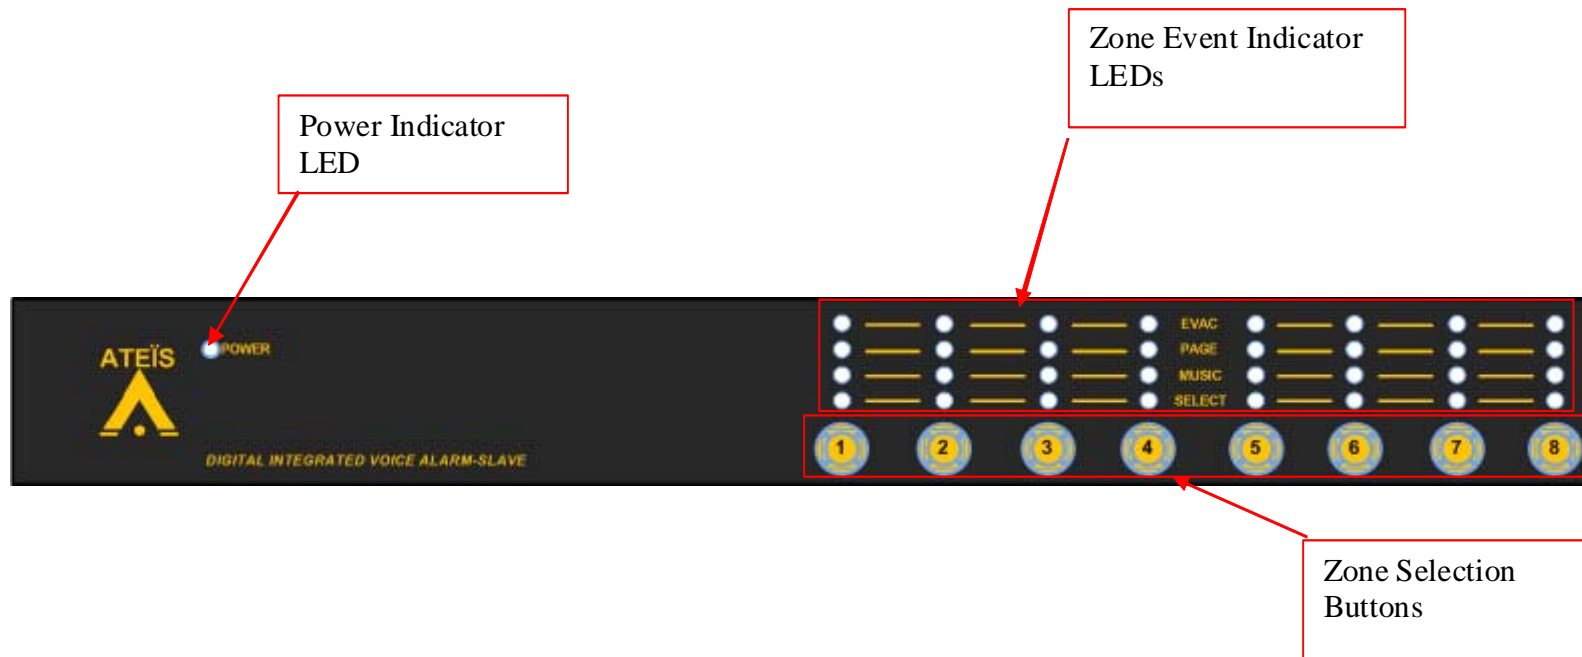 Zone Event Indicator
LEDs
Power Indicator
LED
ATEÏS
POWER
EVAC
PAGE
MUSIC
SELECT
1 2 3 4 5 6 7 8
DIGITAL INTEGRATED VOICE ALARM-SLAVE
Zone Selection
Buttons